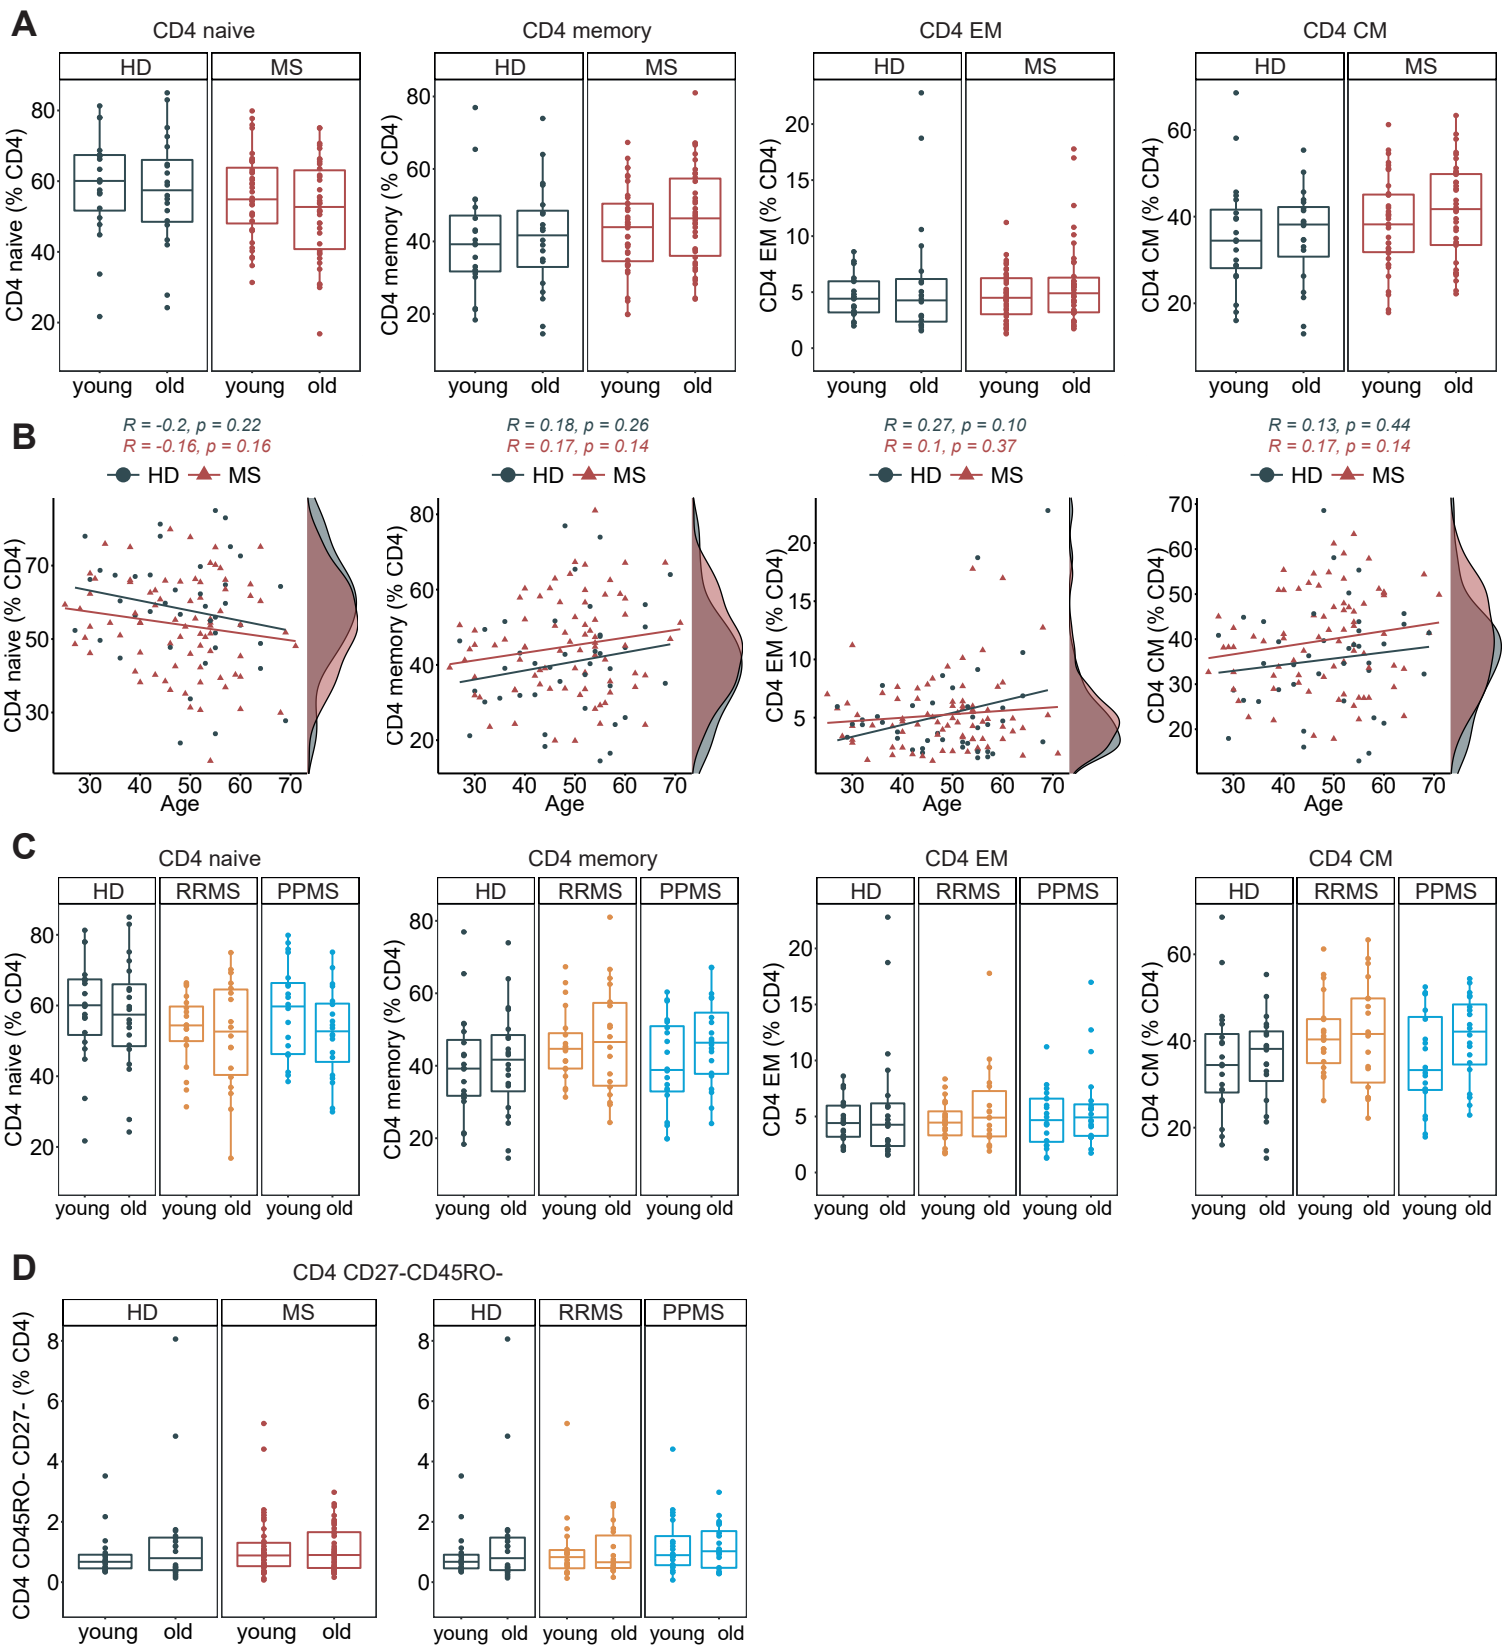 A
CD4 naive
CD4 memory
CD4 EM
CD4 CM
HD MS
HD MS
HD MS
HD MS
CD4 naive (% CD4)
80
60
40
20
young old young old
CD4 memory (% CD4)
80
60
40
20
young old young old
CD4 EM (% CD4)
20
15
10
5
0
young old young old
CD4 CM (% CD4)
60
40
20
young old young old
B
R = -0.2, p = 0.22
R = -0.16, p = 0.16
HD MS
R = 0.18, p = 0.26
R = 0.17, p = 0.14
HD MS
R = 0.27, p = 0.10
R = 0.1, p = 0.37
HD MS
R = 0.13, p = 0.44
R = 0.17, p = 0.14
HD MS
CD4 naive (% CD4)
70
50
30
30 40 50 60 70
Age
CD4 memory (% CD4)
80
60
40
20
30 40 50 60 70
Age
CD4 EM (% CD4)
20
15
10
5
30 40 50 60 70
Age
CD4 CM (% CD4)
70
60
50
40
30
20
30 40 50 60 70
Age
C
CD4 naive
CD4 memory
CD4 EM
CD4 CM
HD RRMS PPMS
HD RRMS PPMS
HD RRMS PPMS
HD RRMS PPMS
CD4 naive (% CD4)
80
60
40
20
young old young old young old
CD4 memory (% CD4)
80
60
40
20
young old young old young old
CD4 EM (% CD4)
20
15
10
5
0
young old young old young old
CD4 CM (% CD4)
60
40
20
young old young old young old
D
CD4 CD27-CD45RO-
HD MS
HD RRMS PPMS
CD4 CD45RO- CD27- (% CD4)
8
6
4
2
0
young old young old
8
6
4
2
0
young old young old young old